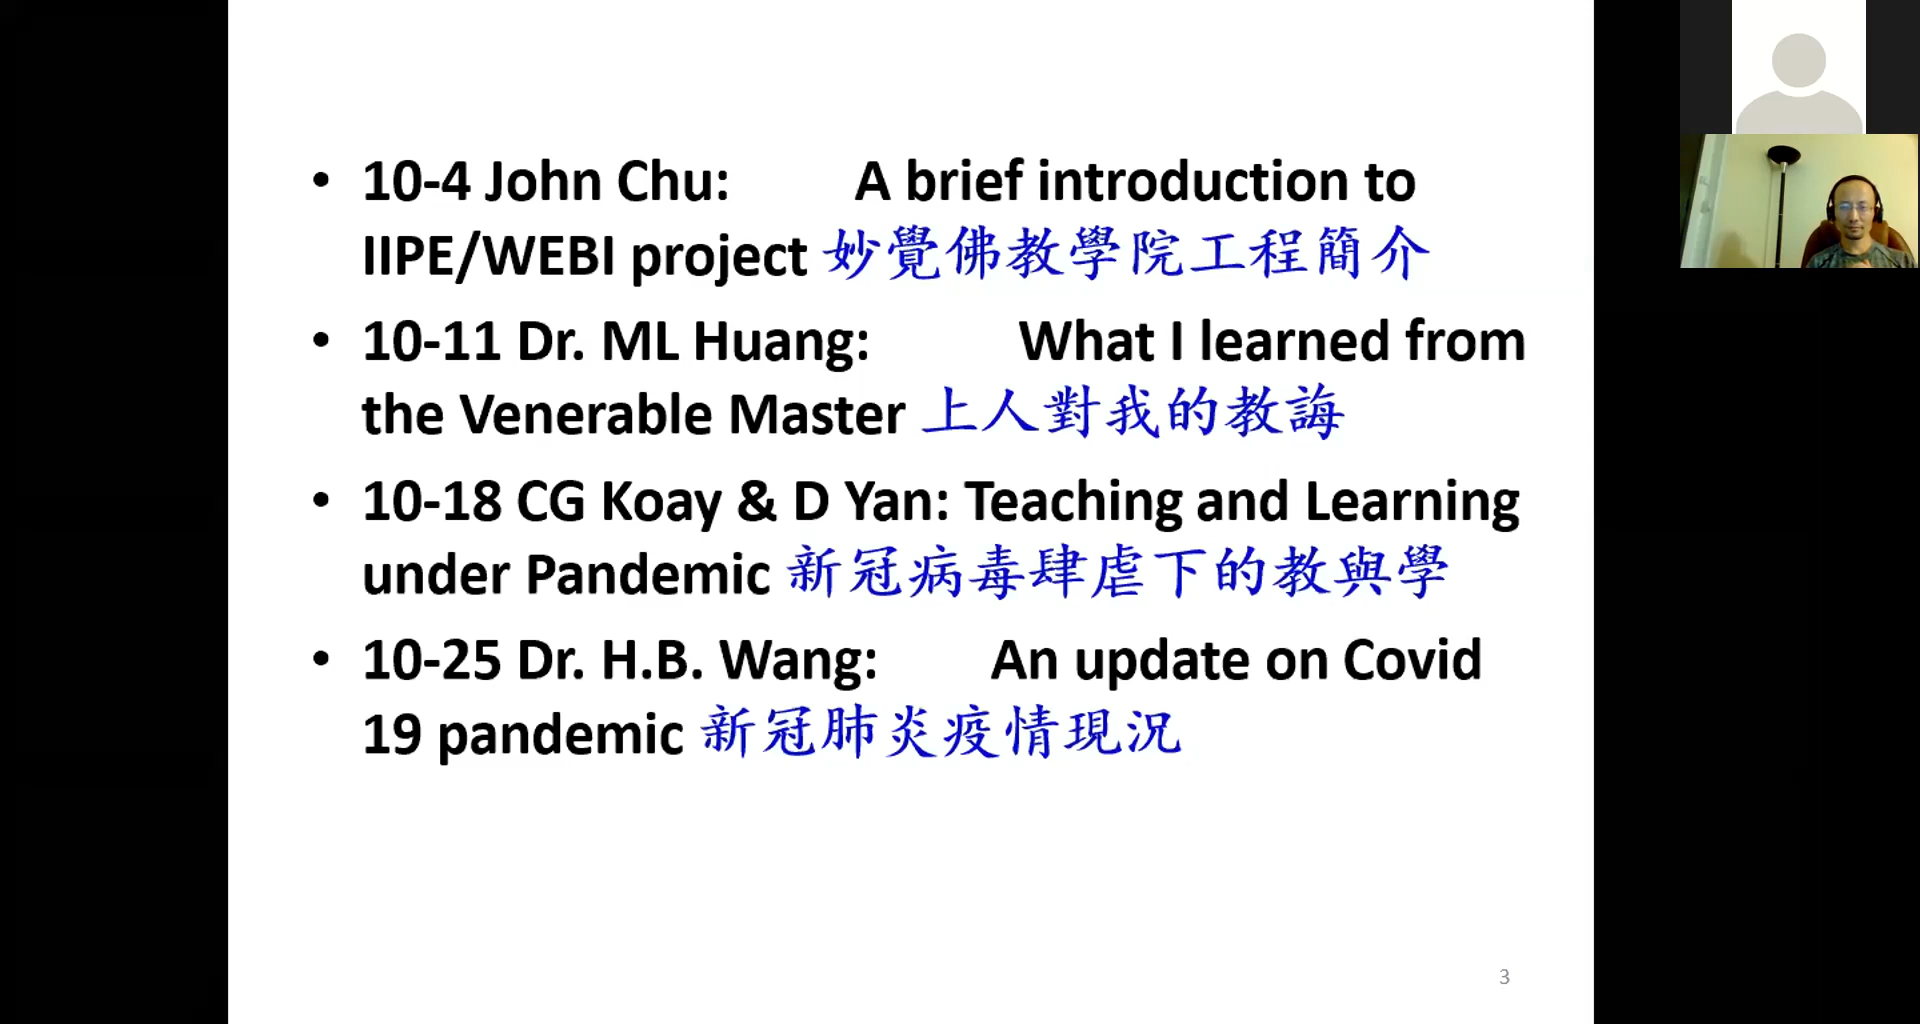 • 10-4 John Chu: A brief introduction to
IIPE/WEBI project 妙覺佛教學院工程簡介
• 10-11 Dr. ML Huang: What I learned from
the Venerable Master 上人對我的教誨
• 10-18 CG Koay & D Yan: Teaching and Learning
under Pandemic 新冠病毒肆虐下的教與學
• 10-25 Dr. H.B. Wang: An update on Covid
19 pandemic 新冠肺炎疫情現況
3